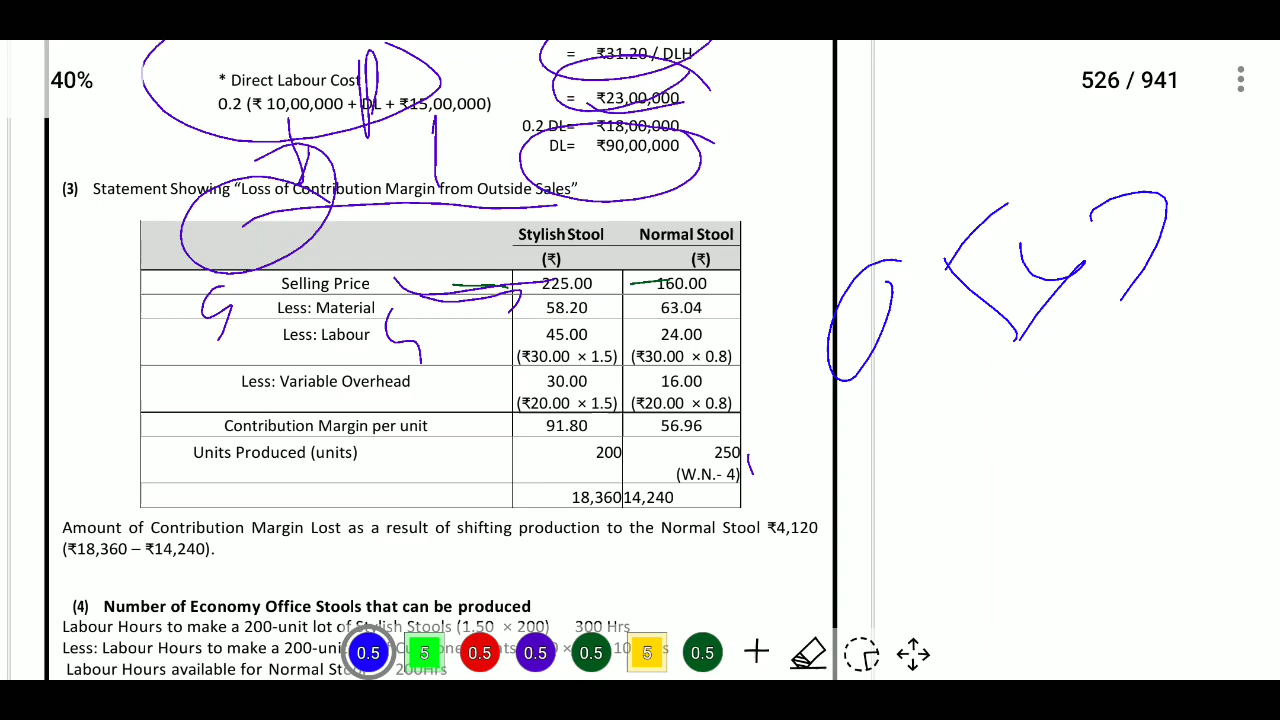 = ₹31.20 / DLH
40%
526 / 941
* Direct Labour Cost
0.2 (₹ 10,00,000 + DL + ₹15,00,000) = ₹23,00,000
0.2 DL= ₹18,00,000
DL= ₹90,00,000
(3) Statement Showing “Loss of Contribution Margin from Outside Sales”
Stylish Stool Normal Stool
(₹) (₹)
Selling Price 225.00 160.00
Less: Material 58.20 63.04
Less: Labour 45.00 24.00
(₹30.00 × 1.5) (₹30.00 × 0.8)
Less: Variable Overhead 30.00 16.00
(₹20.00 × 1.5) (₹20.00 × 0.8)
Contribution Margin per unit 91.80 56.96
Units Produced (units) 200 250
(W.N.- 4)
18,360 14,240
Amount of Contribution Margin Lost as a result of shifting production to the Normal Stool ₹4,120
(₹18,360 – ₹14,240).
(4) Number of Economy Office Stools that can be produced
Labour Hours to make a 200-unit lot of Stylish Stools (1.50 × 200) 300 Hrs
Less: Labour Hours to make a 200-uni
Labour Hours available for Normal Sto 200Hrs
0.5 5 0.5 0.5 0.5 5 0.5